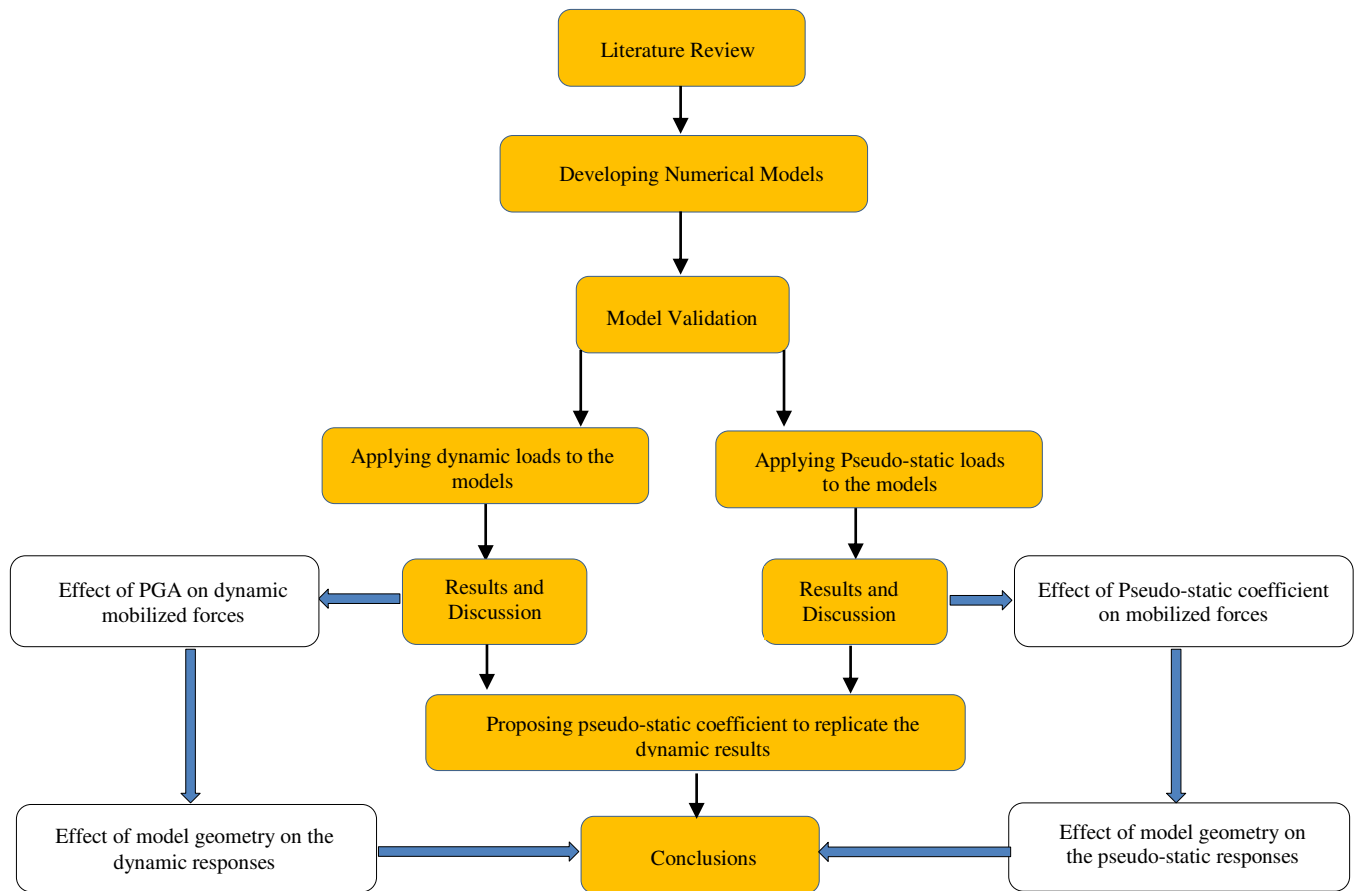 Literature Review
Developing Numerical Models
Model Validation
Applying dynamic loads to the
models
Applying Pseudo-static loads
to the models
Effect of PGA on dynamic
mobilized forces
Results and
Discussion
Results and
Discussion
Effect of Pseudo-static coefficient
on mobilized forces
Proposing pseudo-static coefficient to replicate the
dynamic results
Effect of model geometry on the
dynamic responses
Conclusions
Effect of model geometry on
the pseudo-static responses